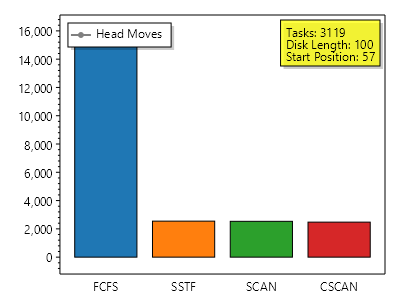 16,000
14,000
12,000
10,000
8,000
6,000
4,000
2,000
0
Head Moves
Tasks: 3119
Disk Length: 100
Start Position: 57
FCFS SSTF SCAN CSCAN